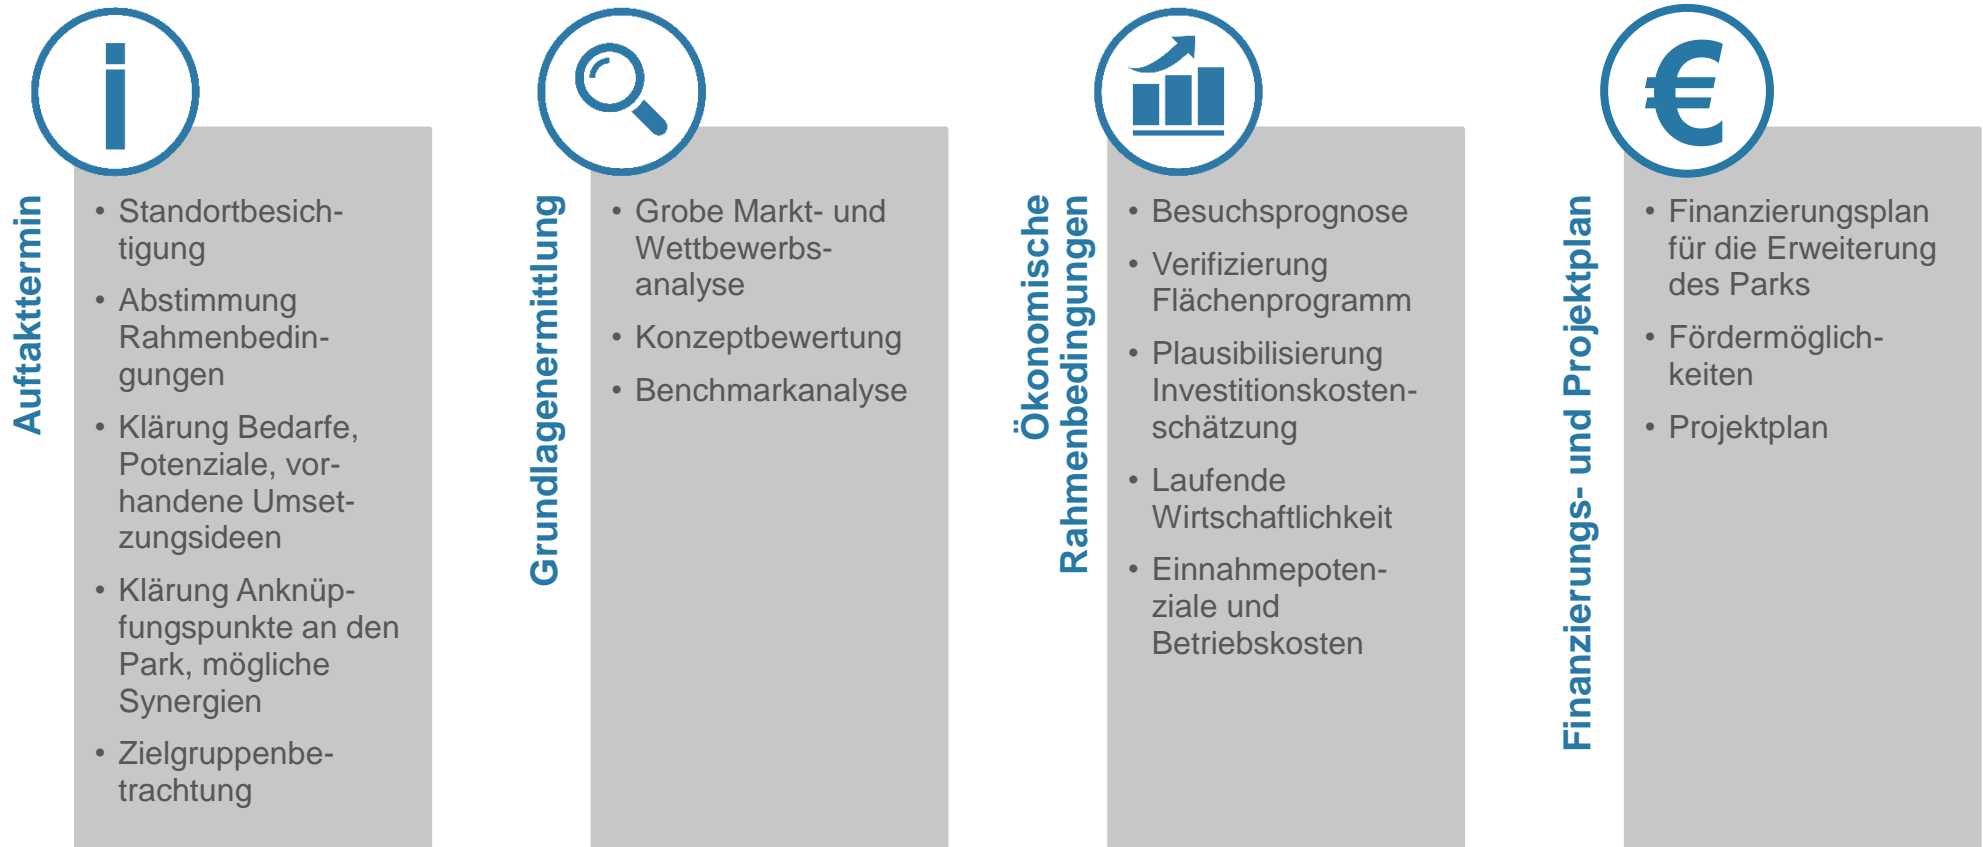 Auftakttermin
• Standortbesich-
tigung
• Abstimmung
Rahmenbedin-
gungen
• Klärung Bedarfe,
Potenziale, vor-
handene Umset-
zungsideen
• Klärung Anknüp-
fungspunkte an den
Park, mögliche
Synergien
• Zielgruppenbe-
trachtung
Grundlagenermittlung
• Grobe Markt- und
Wettbewerbs-
analyse
• Konzeptbewertung
• Benchmarkanalyse
Ökonomische
Rahmenbedingungen
• Besuchsprognose
• Verifizierung
Flächenprogramm
• Plausibilisierung
Investitionskosten-
schätzung
• Laufende
Wirtschaftlichkeit
• Einnahmepoten-
ziale und
Betriebskosten
€
Finanzierungs- und Projektplan
• Finanzierungsplan
für die Erweiterung
des Parks
• Fördermöglich-
keiten
• Projektplan